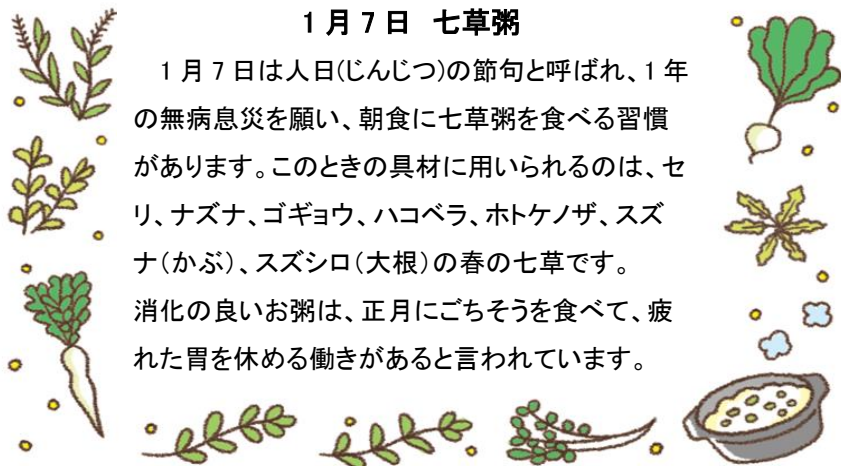 1月7日 七草粥
1月7日は人日(じんじつ)の節句と呼ばれ、1年
の無病息災を願い、朝食に七草粥を食べる習慣
があります。このときの具材に用いられるのは、セ
リ、ナズナ、ゴギョウ、ハコベラ、ホトケノザ、スズ
ナ(かぶ)、スズシロ(大根)の春の七草です。
消化の良いお粥は、正月にごちそうを食べて、疲
れた胃を休める働きがあると言われています。